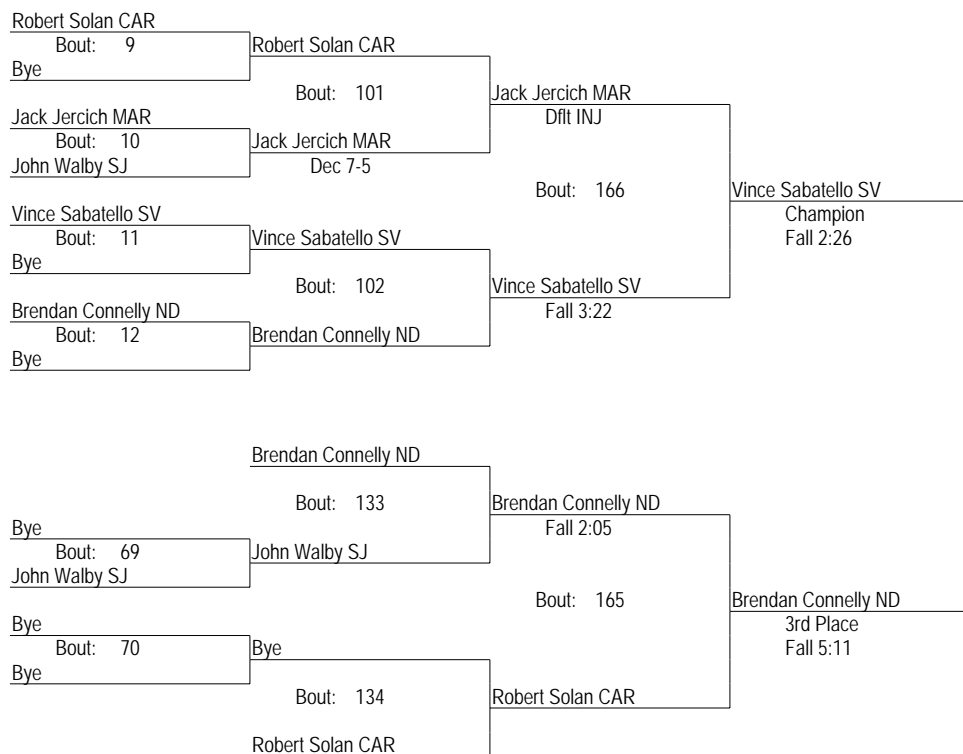 Robert Solan CAR
Bout: 9
Robert Solan CAR
Bye
Bout: 101
Jack Jercich MAR
Jack Jercich MAR
Dflt INJ
Bout: 10
Jack Jercich MAR
John Walby SJ
Dec 7-5
Bout: 166
Vince Sabatello SV
Vince Sabatello SV
Champion
Bout: 11
Vince Sabatello SV
Fall 2:26
Bye
Bout: 102
Vince Sabatello SV
Brendan Connelly ND
Fall 3:22
Bout: 12
Brendan Connelly ND
Bye
Brendan Connelly ND
Bout: 133
Brendan Connelly ND
Bye
Fall 2:05
Bout: 69
John Walby SJ
John Walby SJ
Bout: 165
Brendan Connelly ND
Bye
3rd Place
Bout: 70
Bye
Fall 5:11
Bye
Bout: 134
Robert Solan CAR
Robert Solan CAR